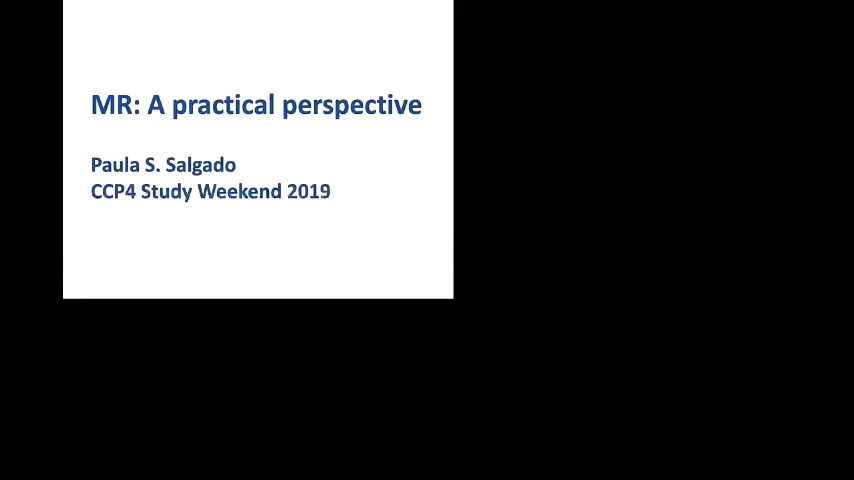 MR: A practical perspective
Paula S. Salgado
CCP4 Study Weekend 2019